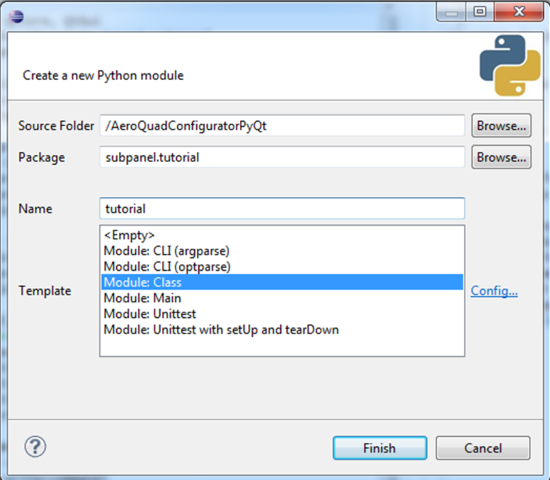 Create a new Python module
Source Folder /AeroQuadConfiguratorPyQt Browse...
Package subpanel.tutorial Browse...
Name tutorial
<Empty>
Module: CLI (argparse)
Module: CLI (optparse)
Template Module: Class Config...
Module: Main
Module: Unittest
Module: Unittest with setUp and tearDown
? Finish Cancel